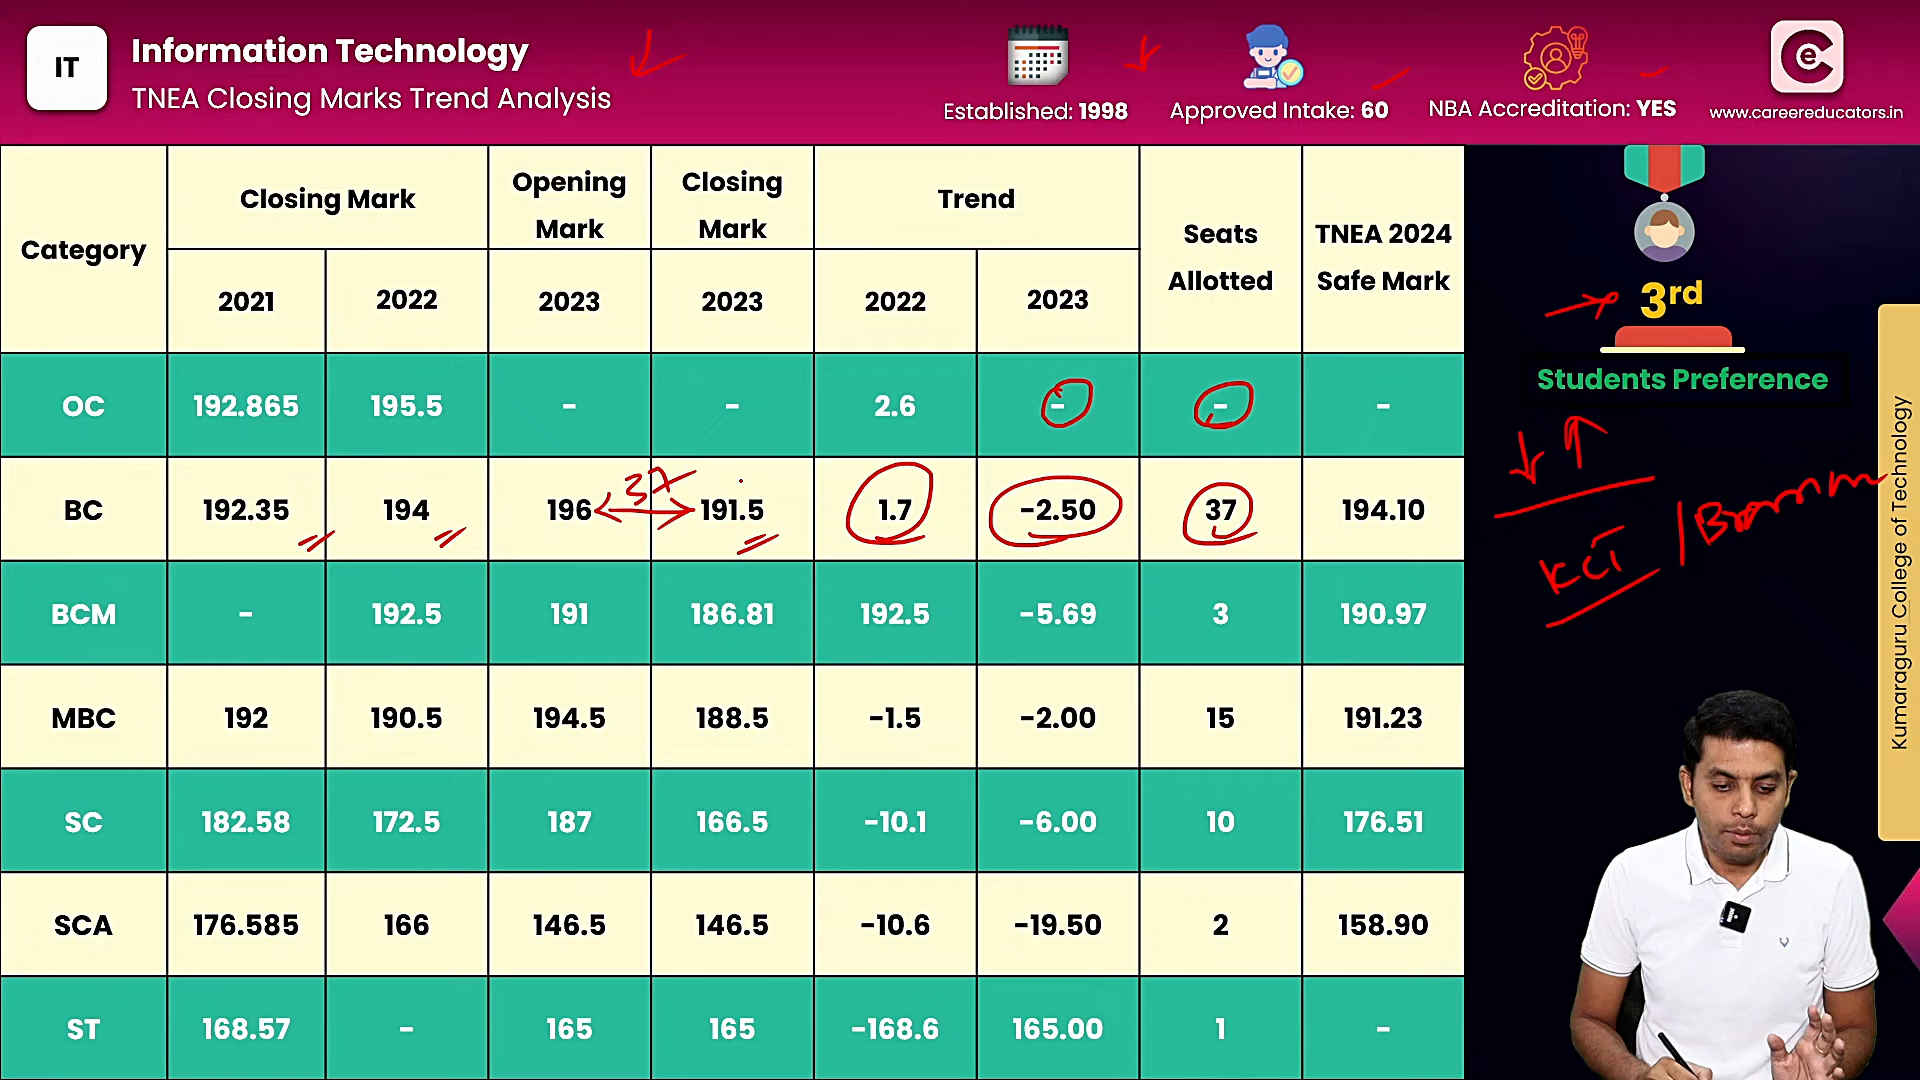 IT
Information Technology
TNEA Closing Marks Trend Analysis
Established: 1998
Approved Intake: 60
NBA Accreditation: YES
www.careereducators.in
Category
Closing Mark
Opening Mark
Closing Mark
Trend
Seats Allotted
TNEA 2024 Safe Mark
2021 2022 2023 2023 2022 2023
OC 192.865 195.5 - - 2.6 - - -
BC 192.35 194 196 37 191.5 1.7 -2.50 37 194.10
BCM - 192.5 191 186.81 192.5 -5.69 3 190.97
MBC 192 190.5 194.5 188.5 -1.5 -2.00 15 191.23
SC 182.58 172.5 187 166.5 -10.1 -6.00 10 176.51
SCA 176.585 166 146.5 146.5 -10.6 -19.50 2 158.90
ST 168.57 - 165 165 -168.6 165.00 1 -
3rd
Students Preference
KCT /
Kumaraguru College of Technology